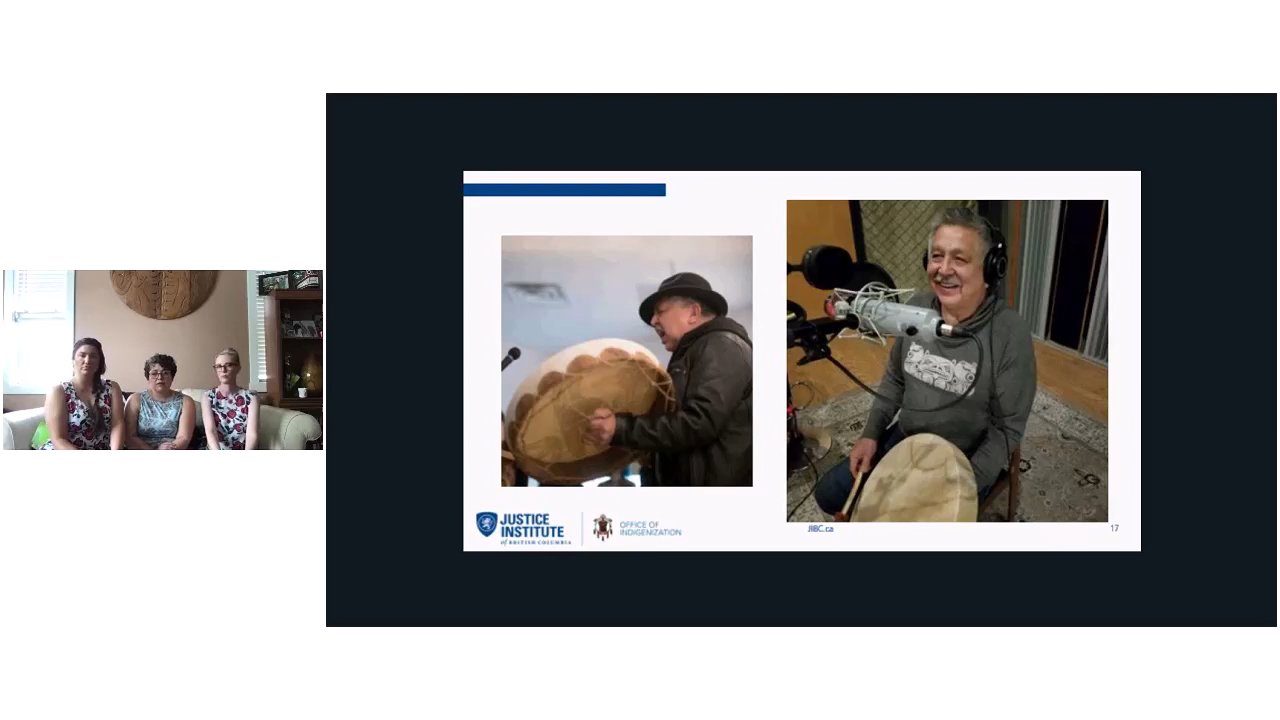 JUSTICE
INSTITUTE
of BRITISH COLUMBIA
OFFICE OF
INDIGENIZATION
JIBC.ca
17